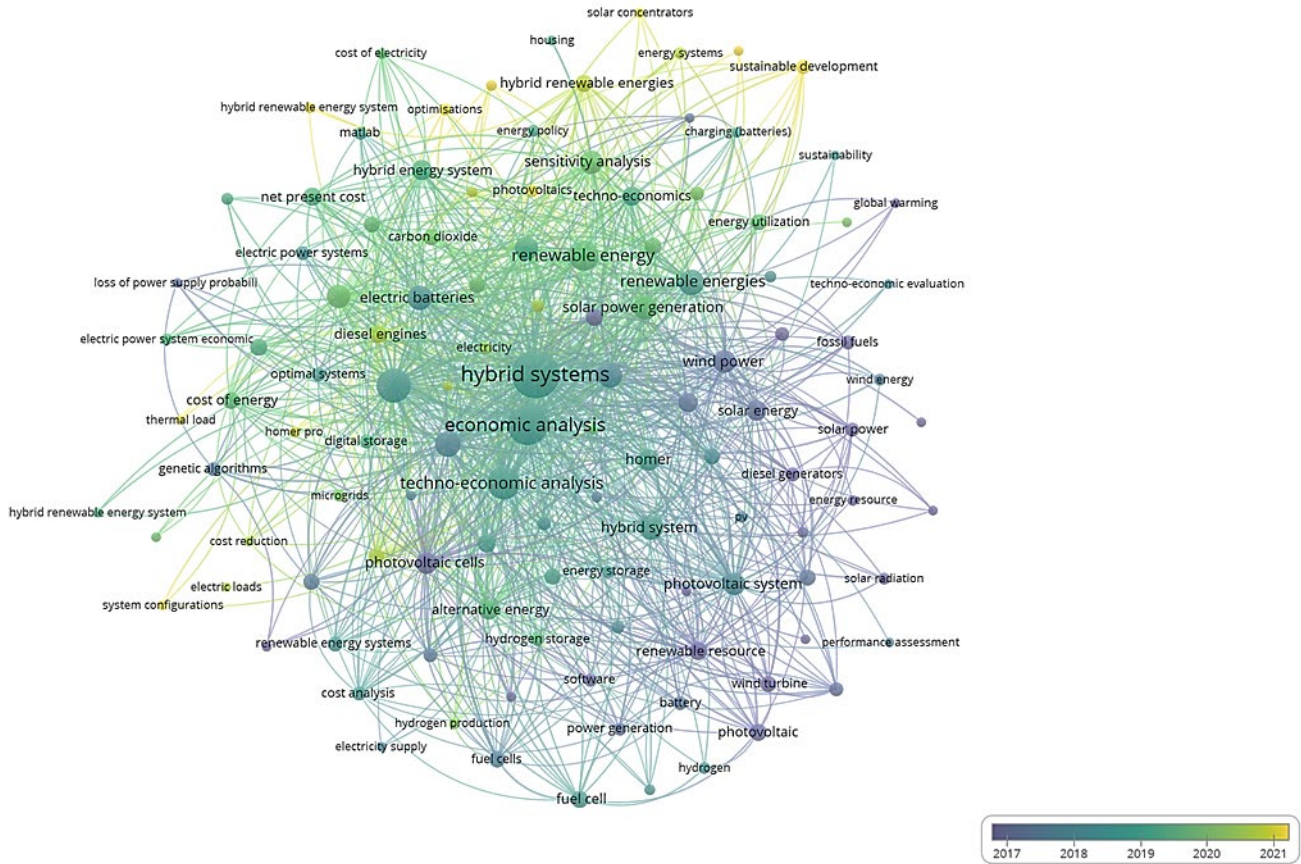 solar concentrators
housing
cost of electricity
energy systems
sustainable development
hybrid renewable energies
hybrid renewable energy system
optimisations
matlab
energy policy
charging (batteries)
sustainability
sensitivity analysis
hybrid energy system
photovoltaics
techno-economics
net present cost
global warming
energy utilization
carbon dioxide
electric power systems
renewable energy
loss of power supply probabili
renewable energies
techno-economic evaluation
electric batteries
solar power generation
diesel engines
electric power system economic
fossil fuels
electricity
wind power
optimal systems
hybrid systems
wind energy
cost of energy
solar energy
thermal load
economic analysis
solar power
homer pro
digital storage
homer
genetic algorithms
diesel generators
techno-economic analysis
microgrids
energy resource
hybrid renewable energy system
pv
hybrid system
cost reduction
photovoltaic cells
energy storage
solar radiation
photovoltaic system
electric loads
system configurations
alternative energy
hydrogen storage
renewable energy systems
performance assessment
renewable resource
software
wind turbine
cost analysis
battery
hydrogen production
power generation
photovoltaic
electricity supply
fuel cells
hydrogen
fuel cell
2017 2018 2019 2020 2021